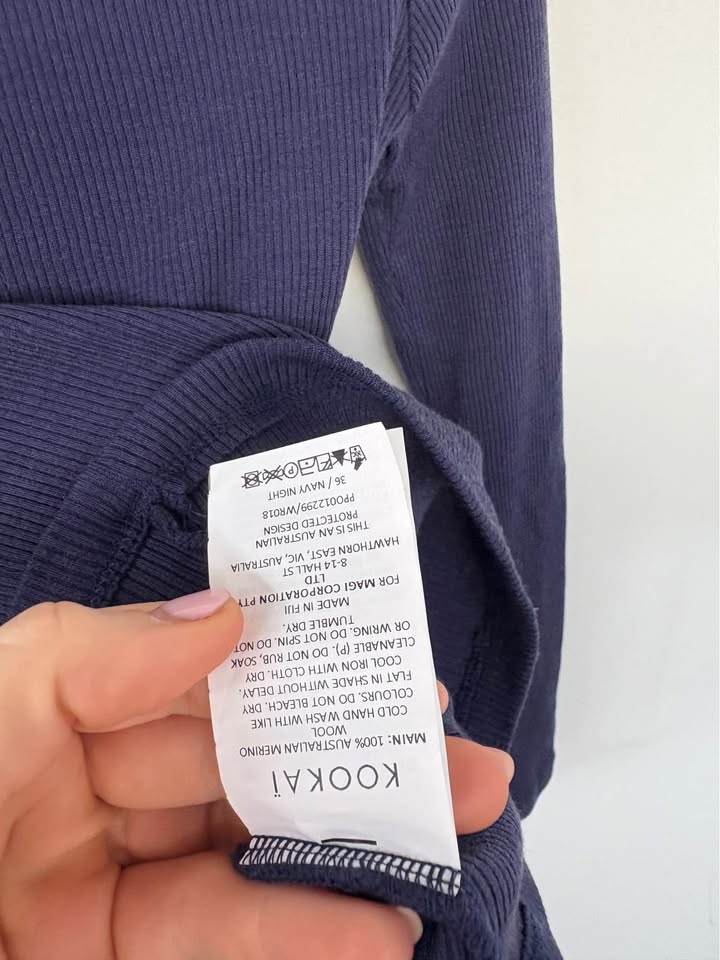 KOOKAÏ
MAIN: 100% AUSTRALIAN MERINO
WOOL
COLD HAND WASH WITH LIKE
COLOURS. DO NOT BLEACH. DRY
FLAT IN SHADE WITHOUT DELAY.
COOL IRON WITH CLOTH. DRY
CLEANABLE (P). DO NOT RUB, SOAK
OR WRING. DO NOT SPIN. DO NOT
TUMBLE DRY.
MADE IN FIJI
FOR MAGI CORPORATION PTY
LTD
8-14 HALL ST
HAWTHORN EAST, VIC, AUSTRALIA
THIS IS AN AUSTRALIAN
PROTECTED DESIGN
PP0012299/WR018
36 / NAVY NIGHT
P